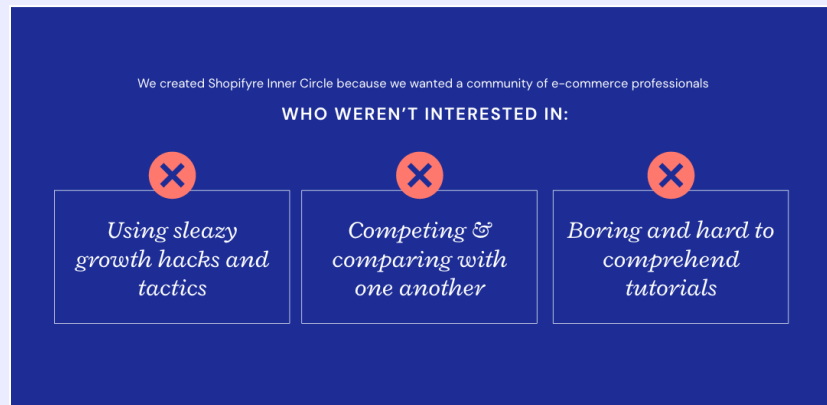 We created Shopifyre Inner Circle because we wanted a community of e-commerce professionals
WHO WEREN’T INTERESTED IN:
Using sleazy
growth hacks and
tactics
Competing &
comparing with
one another
Boring and hard to
comprehend
tutorials